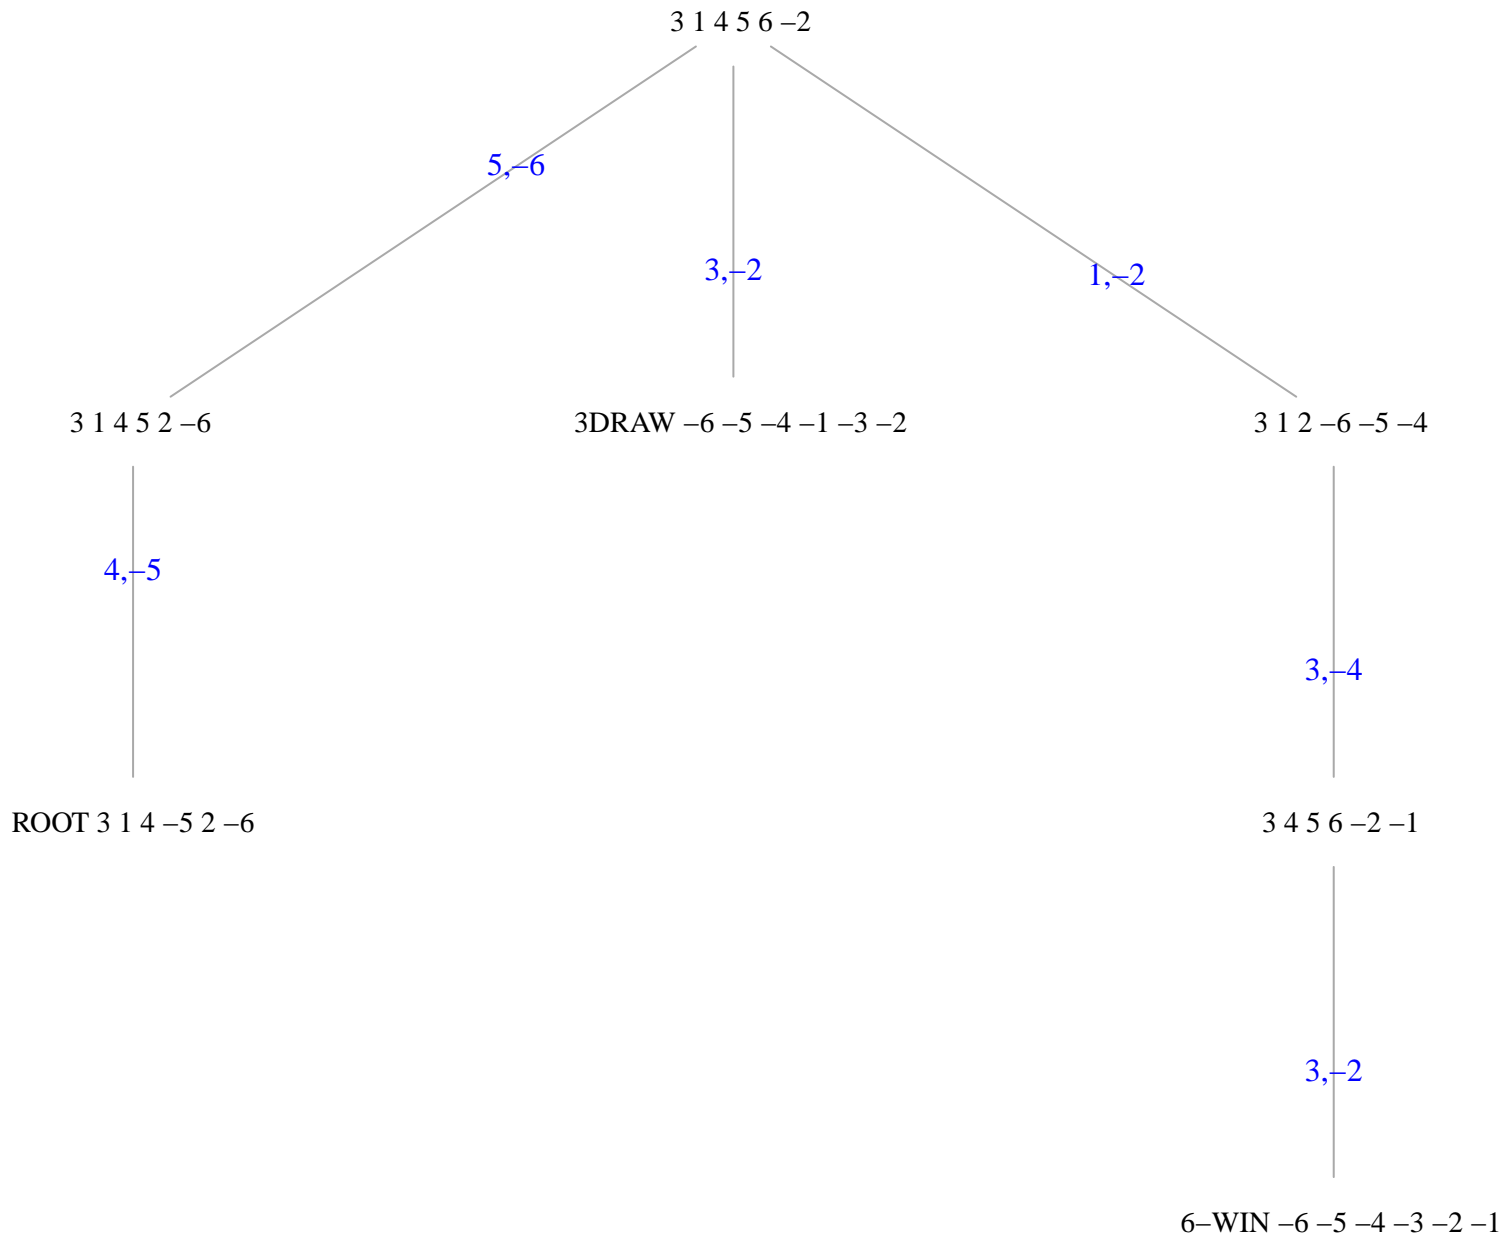 3 1 4 5 6 –2
5,–6
3,–2
1,–2
3 1 4 5 2 –6
3DRAW –6 –5 –4 –1 –3 –2
3 1 2 –6 –5 –4
4,–5
3,–4
ROOT 3 1 4 –5 2 –6
3 4 5 6 –2 –1
3,–2
6–WIN –6 –5 –4 –3 –2 –1